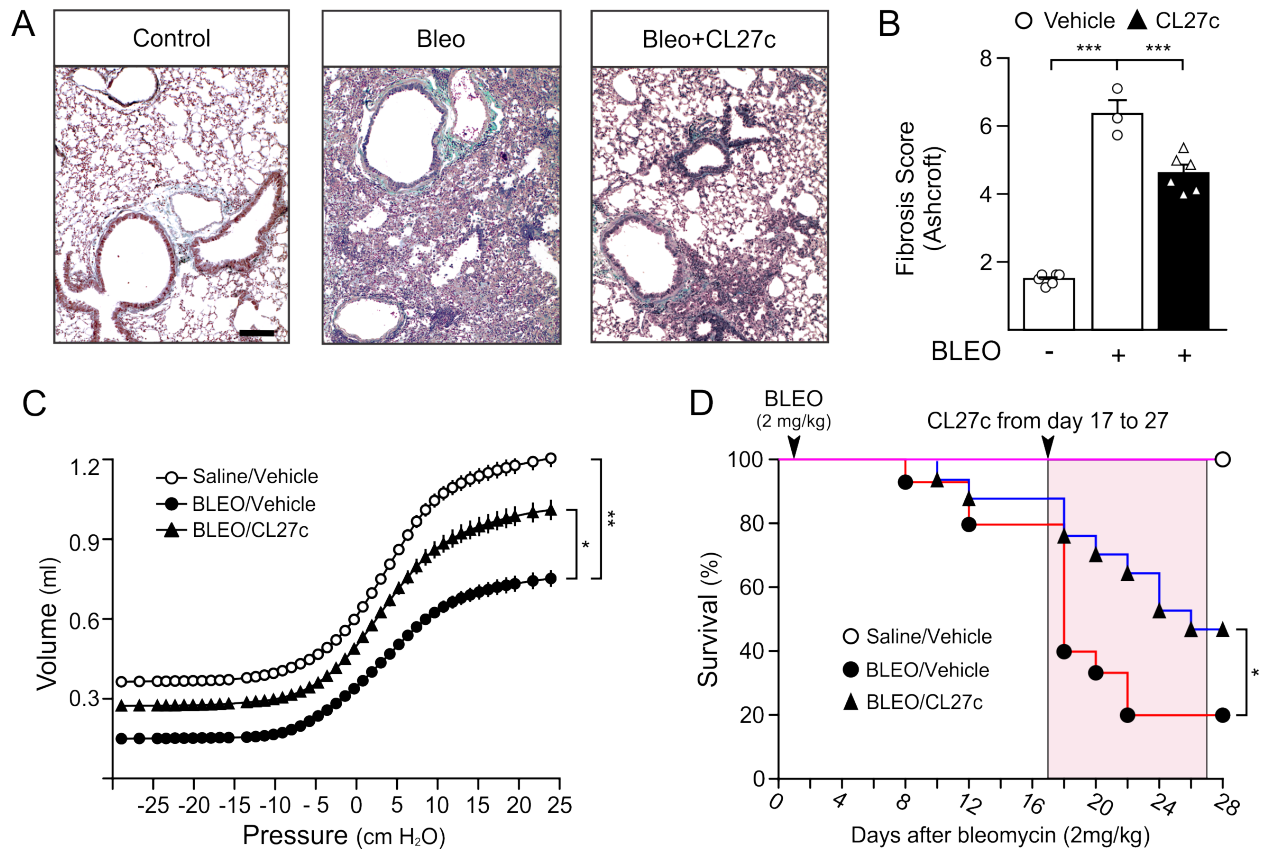 A
Control
Bleo
Bleo+CL27c
B
Vehicle
CL27c
***
***
Fibrosis Score
(Ashcroft)
8
6
4
2
BLEO
-
+
+
C
Saline/Vehicle
BLEO/Vehicle
BLEO/CL27c
Volume (ml)
1.2
0.9
0.6
0.3
*
**
-25
-20
-15
-10
- 5
0
5
10
15
20
25
Pressure (cm H₂O)
D
BLEO
(2 mg/kg)
CL27c from day 17 to 27
Survival (%)
100
80
60
40
20
0
Saline/Vehicle
BLEO/Vehicle
BLEO/CL27c
*
0
4
8
12
16
20
24
28
Days after bleomycin (2mg/kg)